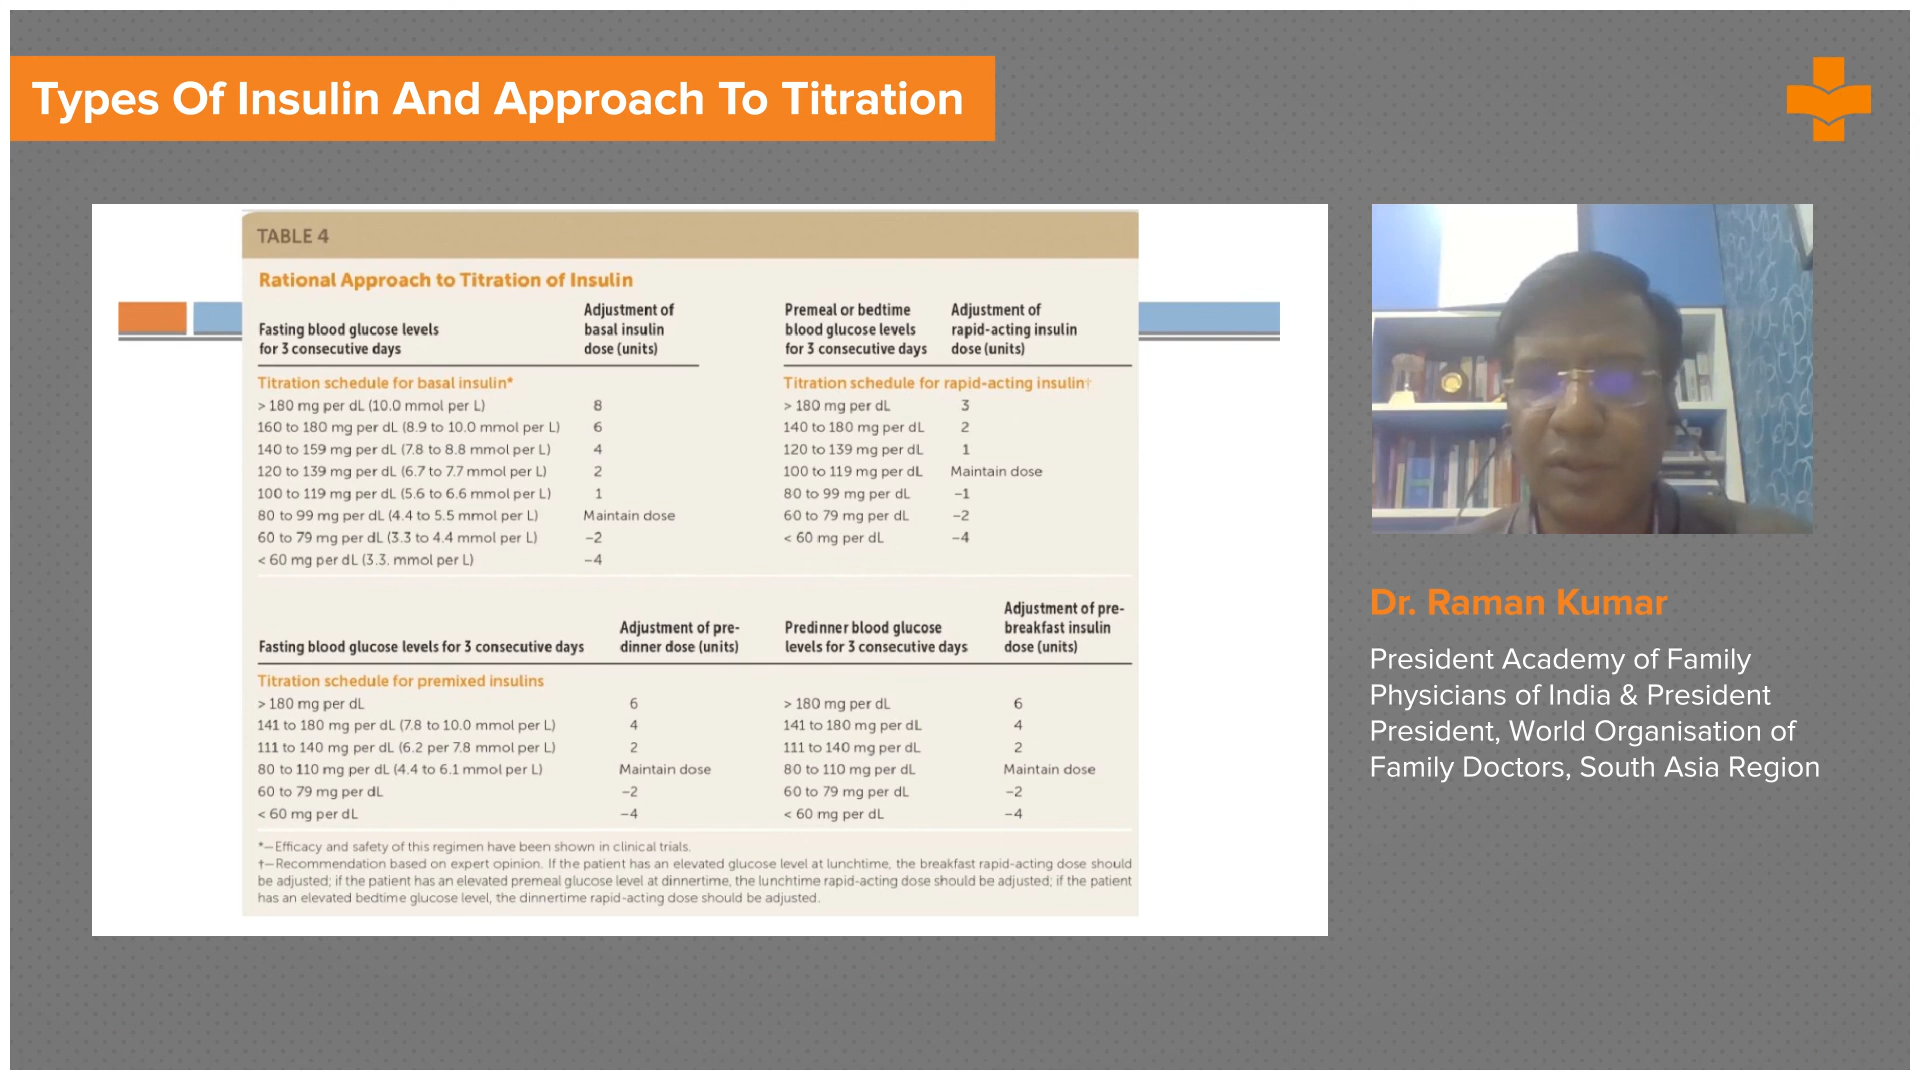 Types Of Insulin And Approach To Titration
TABLE 4
Rational Approach to Titration of Insulin
Fasting blood glucose levels
for 3 consecutive days
Adjustment of
basal insulin
dose (units)
Titration schedule for basal insulin*
> 180 mg per dL (10.0 mmol per L) 8
160 to 180 mg per dL (8.9 to 10.0 mmol per L) 6
140 to 159 mg per dL (7.8 to 8.8 mmol per L) 4
120 to 139 mg per dL (6.7 to 7.7 mmol per L) 2
100 to 119 mg per dL (5.6 to 6.6 mmol per L) 1
80 to 99 mg per dL (4.4 to 5.5 mmol per L) Maintain dose
60 to 79 mg per dL (3.3 to 4.4 mmol per L) –2
< 60 mg per dL (3.3. mmol per L) –4
Premeal or bedtime
blood glucose levels
for 3 consecutive days
Adjustment of
rapid-acting insulin
dose (units)
Titration schedule for rapid-acting insulin†
> 180 mg per dL 3
140 to 180 mg per dL 2
120 to 139 mg per dL 1
100 to 119 mg per dL Maintain dose
80 to 99 mg per dL –1
60 to 79 mg per dL –2
< 60 mg per dL –4
Fasting blood glucose levels for 3 consecutive days
Adjustment of pre-
dinner dose (units)
Titration schedule for premixed insulins
> 180 mg per dL 6
141 to 180 mg per dL (7.8 to 10.0 mmol per L) 4
111 to 140 mg per dL (6.2 per 7.8 mmol per L) 2
80 to 110 mg per dL (4.4 to 6.1 mmol per L) Maintain dose
60 to 79 mg per dL –2
< 60 mg per dL –4
Predinner blood glucose
levels for 3 consecutive days
Adjustment of pre-
breakfast insulin
dose (units)
> 180 mg per dL 6
141 to 180 mg per dL 4
111 to 140 mg per dL 2
80 to 110 mg per dL Maintain dose
60 to 79 mg per dL –2
< 60 mg per dL –4
*—Efficacy and safety of this regimen have been shown in clinical trials.
†—Recommendation based on expert opinion. If the patient has an elevated glucose level at lunchtime, the breakfast rapid-acting dose should
be adjusted; if the patient has an elevated premeal glucose level at dinnertime, the lunchtime rapid-acting dose should be adjusted; if the patient
has an elevated bedtime glucose level, the dinnertime rapid-acting dose should be adjusted.
Dr. Raman Kumar
President Academy of Family
Physicians of India & President
President, World Organisation of
Family Doctors, South Asia Region